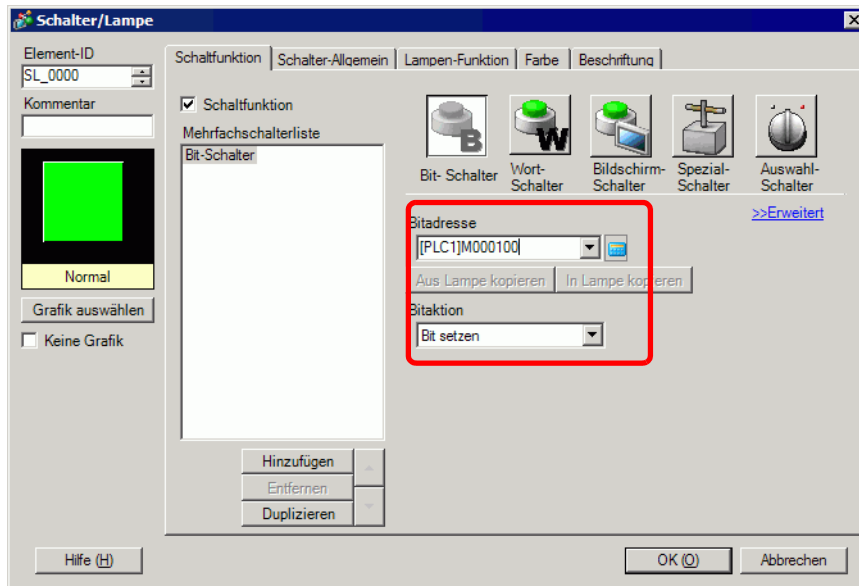 Schalter/Lampe
Element-ID
SL_0000
Kommentar
Normal
Grafik auswählen
Keine Grafik
Schaltfunktion
Schalter-Allgemein
Lampen-Funktion
Farbe
Beschriftung
Schaltfunktion
Mehrfachschalterliste
Bit-Schalter
Hinzufügen
Entfernen
Duplizieren
B
W
Bit- Schalter
Wort-
Schalter
Bildschirm-
Schalter
Spezial-
Schalter
Auswahl-
Schalter
>>Erweitert
Bitadresse
[PLC1]M000100
Aus Lampe kopieren
In Lampe kopieren
Bitaktion
Bit setzen
Hilfe (H)
OK (O)
Abbrechen